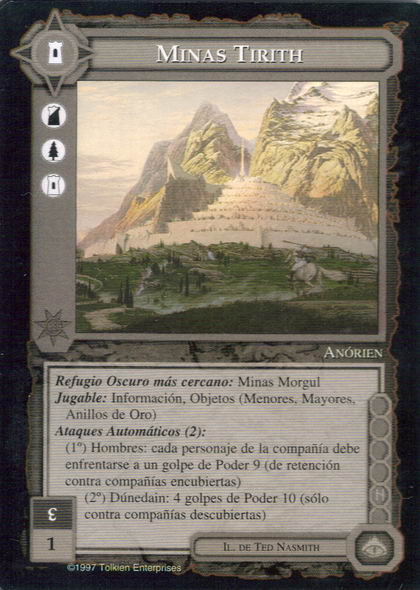 MINAS TIRITH
ANÓRIEN
Refugio Oscuro más cercano: Minas Morgul
Jugable: Información, Objetos (Menores, Mayores,
Anillos de Oro)
Ataques Automáticos (2):
(1º) Hombres: cada personaje de la compañía debe
enfrentarse a un golpe de Poder 9 (de retención
contra compañías encubiertas)
(2º) Dúnedain: 4 golpes de Poder 10 (sólo
contra compañías descubiertas)
1
IL. DE TED NASMITH
©1997 Tolkien Enterprises